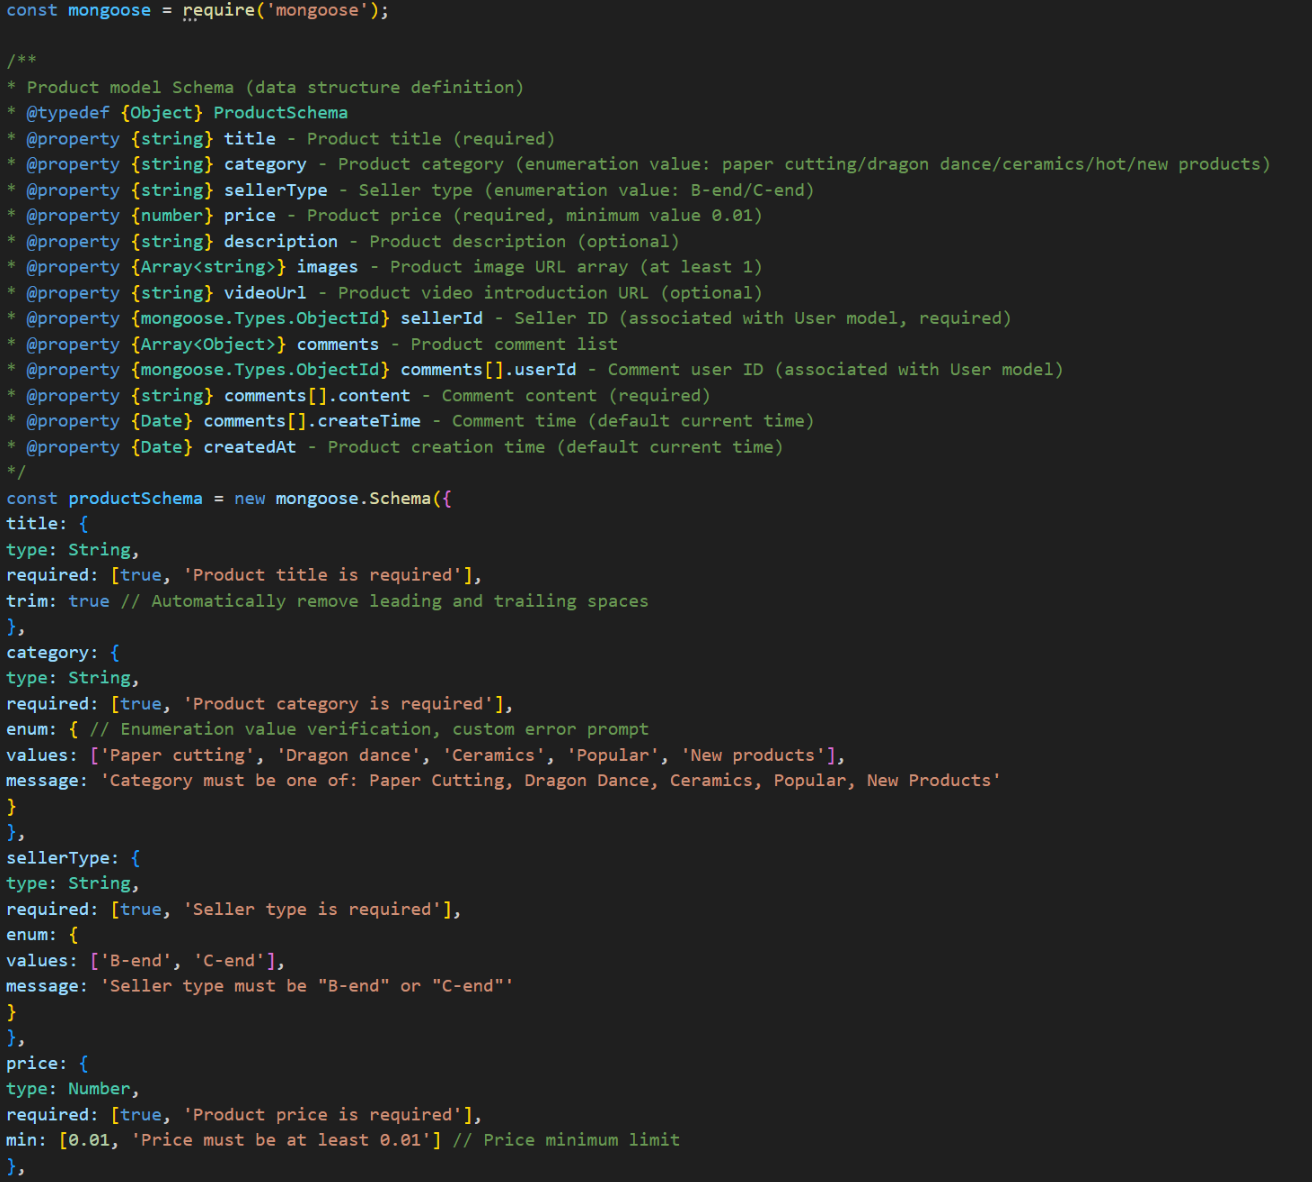 const mongoose = require('mongoose');
/**
* Product model Schema (data structure definition)
* @typedef {Object} ProductSchema
* @property {string} title - Product title (required)
* @property {string} category - Product category (enumeration value: paper cutting/dragon dance/ceramics/hot/new products)
* @property {string} sellerType - Seller type (enumeration value: B-end/C-end)
* @property {number} price - Product price (required, minimum value 0.01)
* @property {string} description - Product description (optional)
* @property {Array<string>} images - Product image URL array (at least 1)
* @property {string} videoUrl - Product video introduction URL (optional)
* @property {mongoose.Types.ObjectId} sellerId - Seller ID (associated with User model, required)
* @property {Array<Object>} comments - Product comment list
* @property {mongoose.Types.ObjectId} comments[].userId - Comment user ID (associated with User model)
* @property {string} comments[].content - Comment content (required)
* @property {Date} comments[].createTime - Comment time (default current time)
* @property {Date} createdAt - Product creation time (default current time)
*/
const productSchema = new mongoose.Schema({
title: {
type: String,
required: [true, 'Product title is required'],
trim: true // Automatically remove leading and trailing spaces
},
category: {
type: String,
required: [true, 'Product category is required'],
enum: { // Enumeration value verification, custom error prompt
values: ['Paper cutting', 'Dragon dance', 'Ceramics', 'Popular', 'New products'],
message: 'Category must be one of: Paper Cutting, Dragon Dance, Ceramics, Popular, New Products'
}
},
sellerType: {
type: String,
required: [true, 'Seller type is required'],
enum: {
values: ['B-end', 'C-end'],
message: 'Seller type must be "B-end" or "C-end"'
}
},
price: {
type: Number,
required: [true, 'Product price is required'],
min: [0.01, 'Price must be at least 0.01'] // Price minimum limit
},